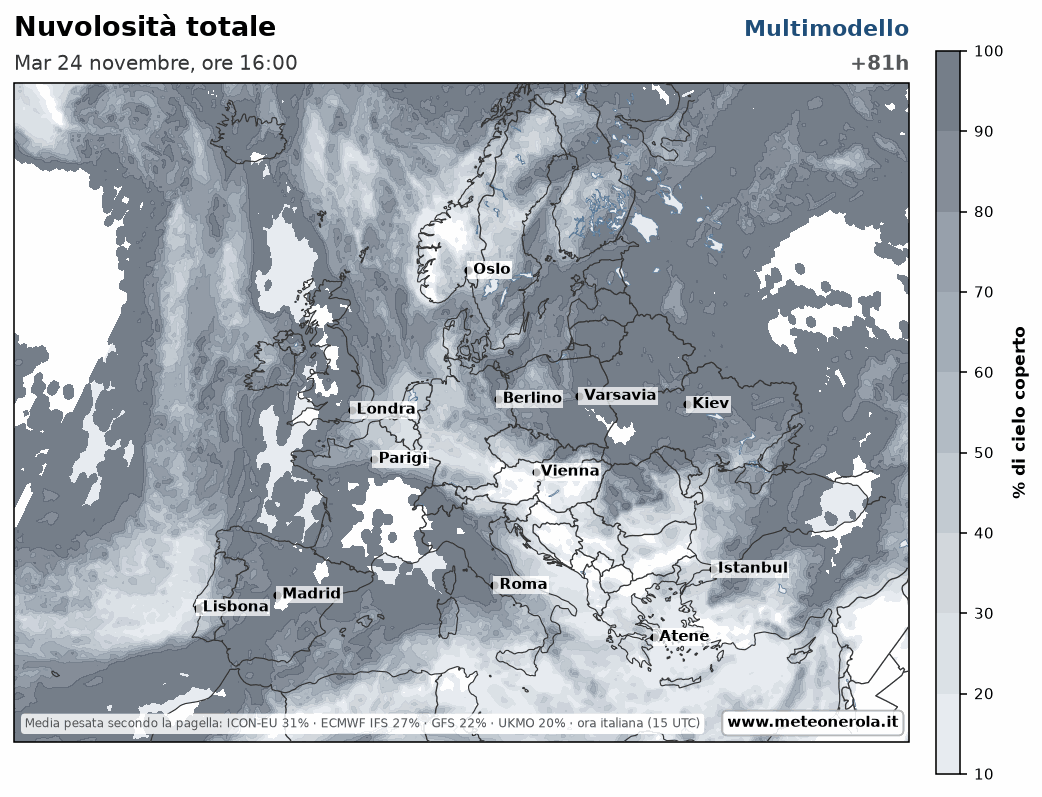 Nuvolosità totale
Multimodello
Mar 24 novembre, ore 16:00
+81h
100
90
80
70
60
50
40
30
20
10
% di cielo coperto
Oslo
Londra
Berlino
Varsavia
Kiev
Parigi
Vienna
Istanbul
Roma
Madrid
Lisbona
Atene
Media pesata secondo la pagella: ICON-EU 31% · ECMWF IFS 27% · GFS 22% · UKMO 20% · ora italiana (15 UTC)
www.meteonerola.it